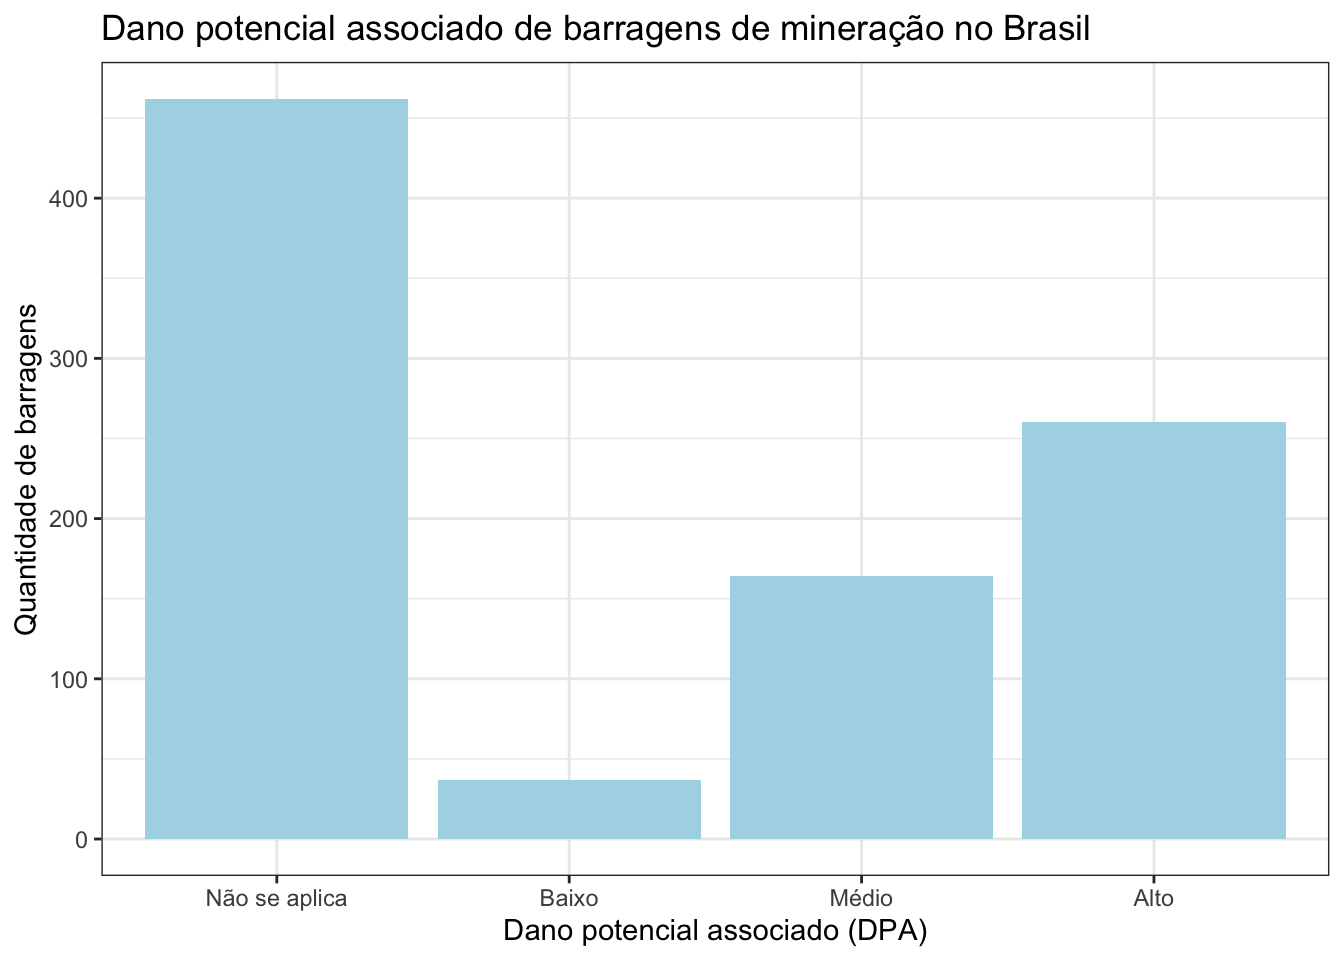 Dano potencial associado de barragens de mineração no Brasil
Quantidade de barragens
400
300
200
100
0
Não se aplica
Baixo
Médio
Alto
Dano potencial associado (DPA)